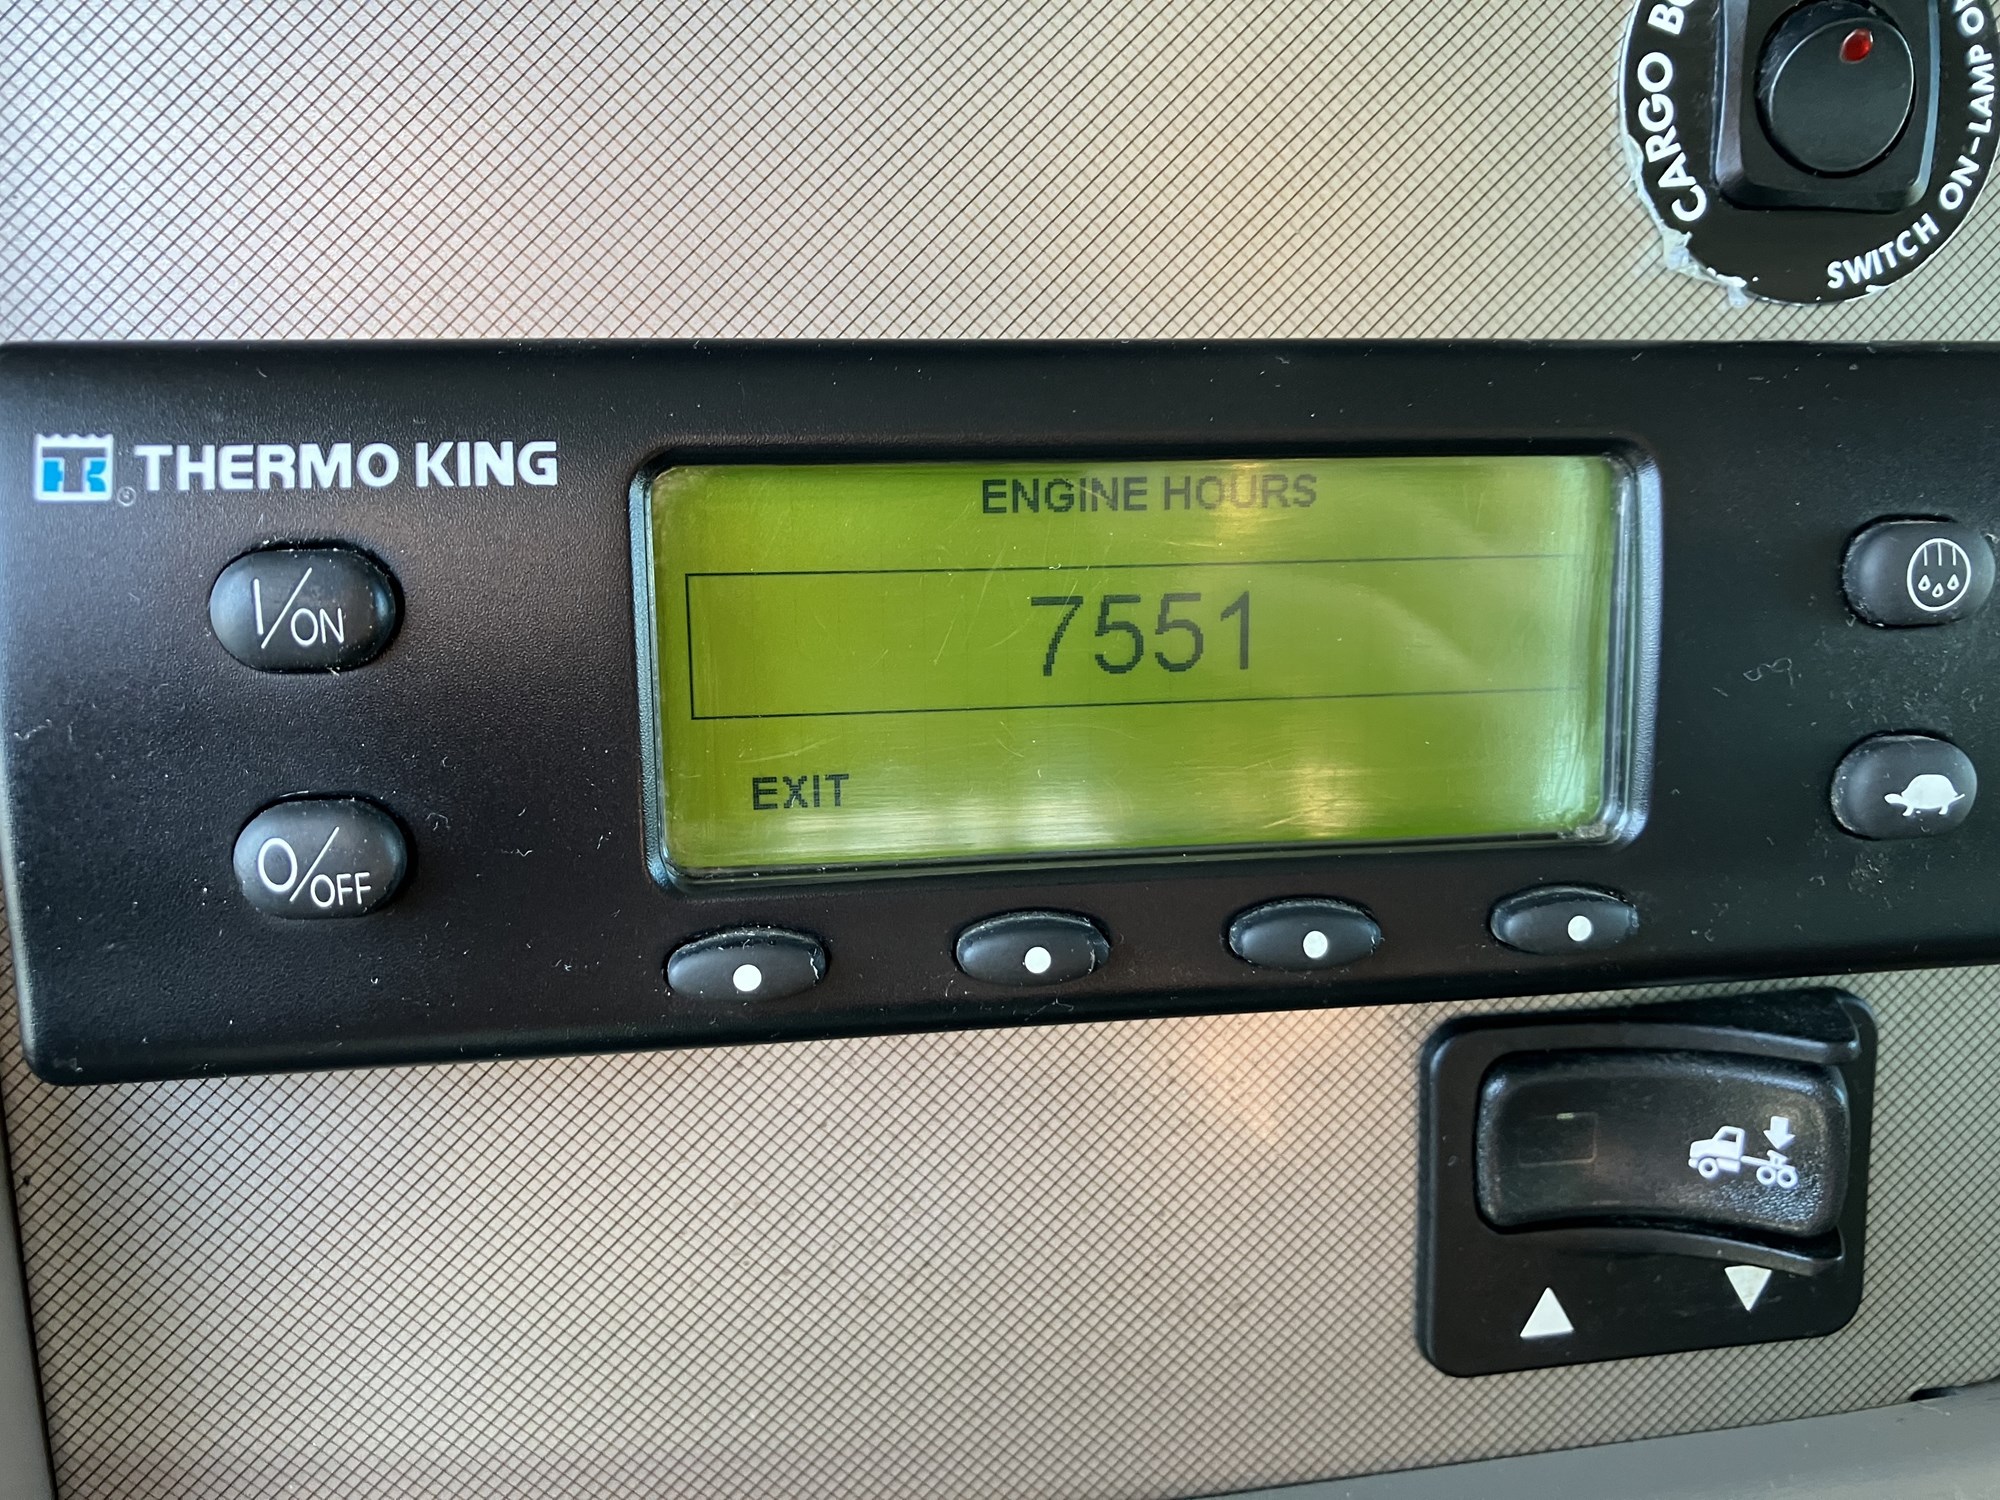 CARGO
SWITCH ON-LAMP
THERMO KING
ENGINE HOURS
I/ON
7551
EXIT
O/OFF